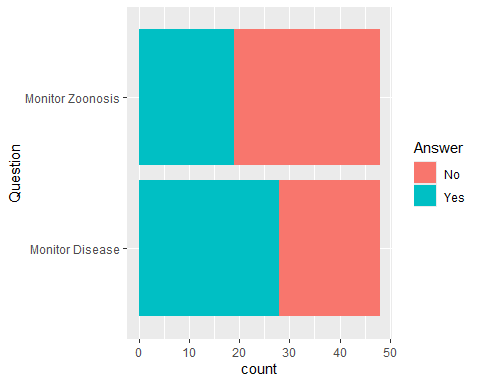 Monitor Zoonosis
Monitor Disease
Question
0 10 20 30 40 50
count
Answer
No
Yes